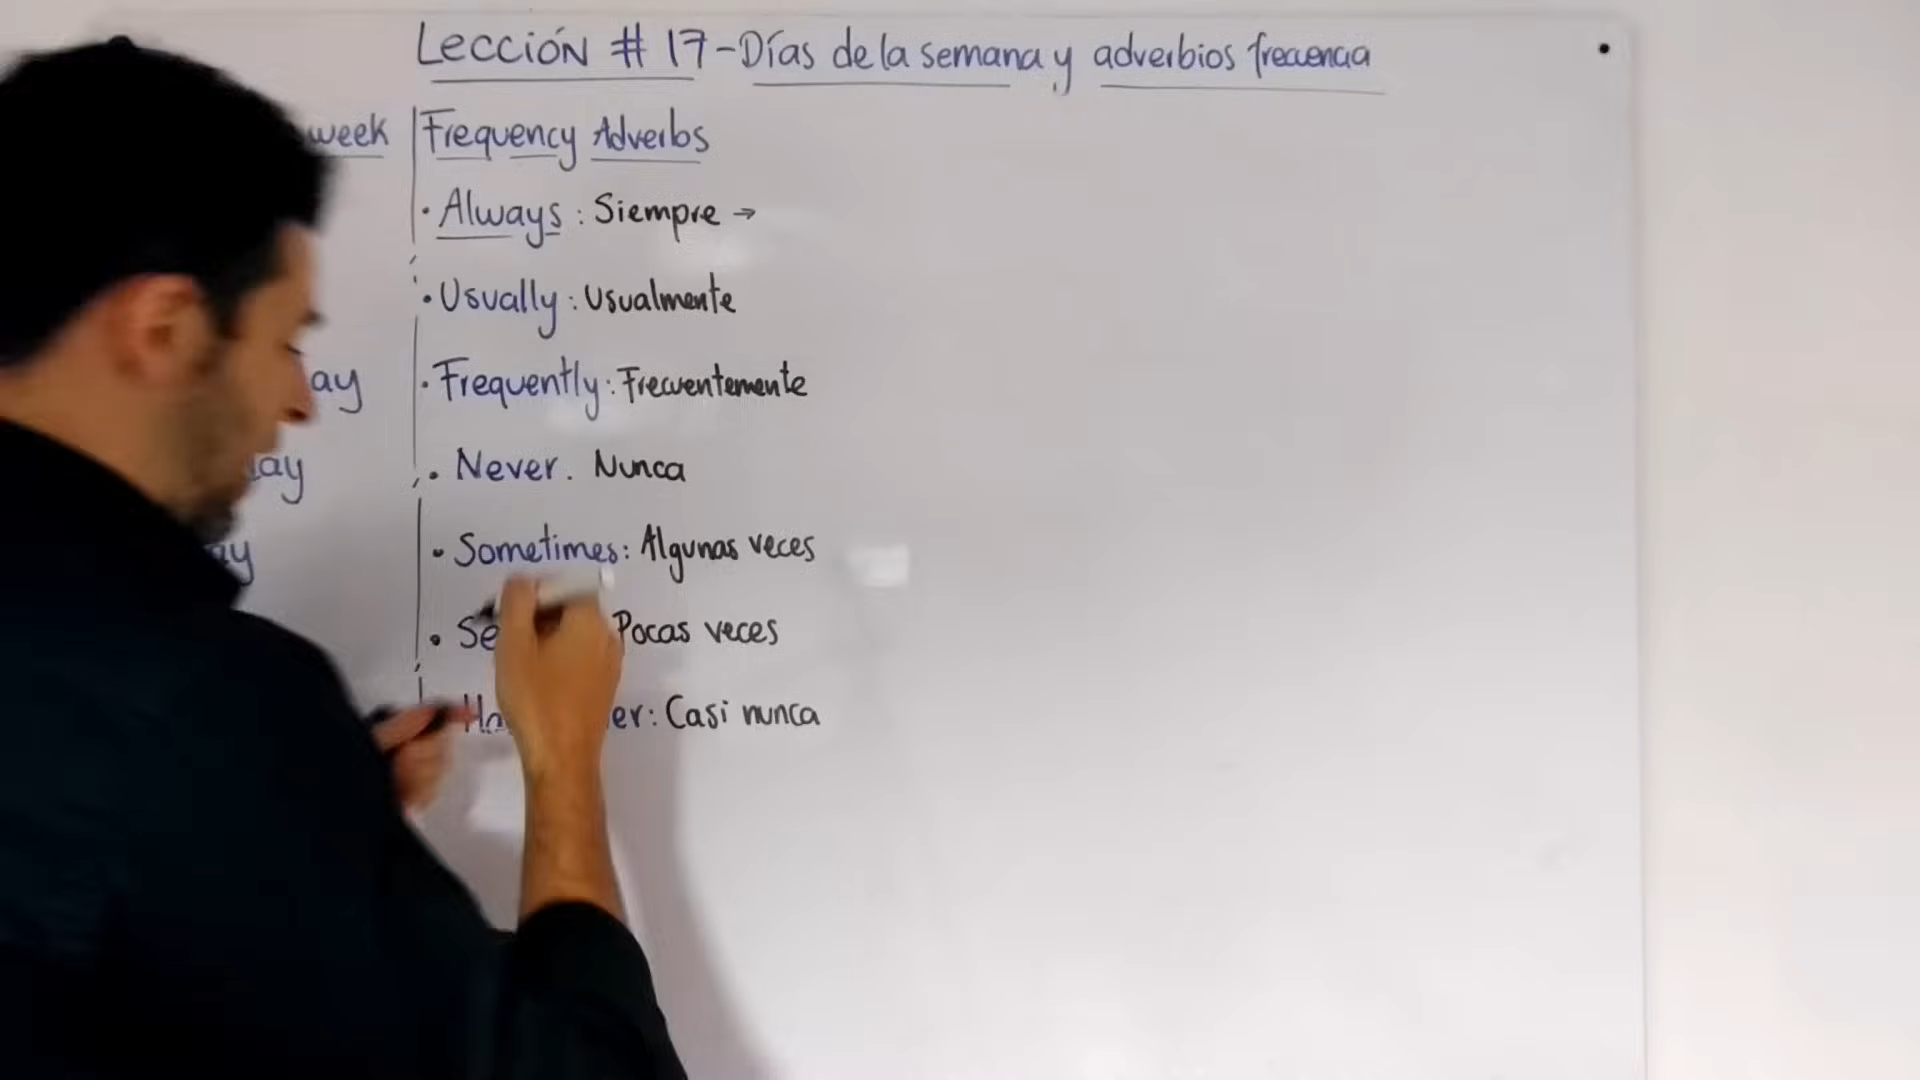 Lección # 17-Días de la semana y adverbios frecuencia
week
Frequency Adverbs
• Always : Siempre →
• Usually : Usualmente
• Frequently : Frecuentemente
• Never. Nunca
• Sometimes: Algunas veces
• Pocas veces
Casi nunca